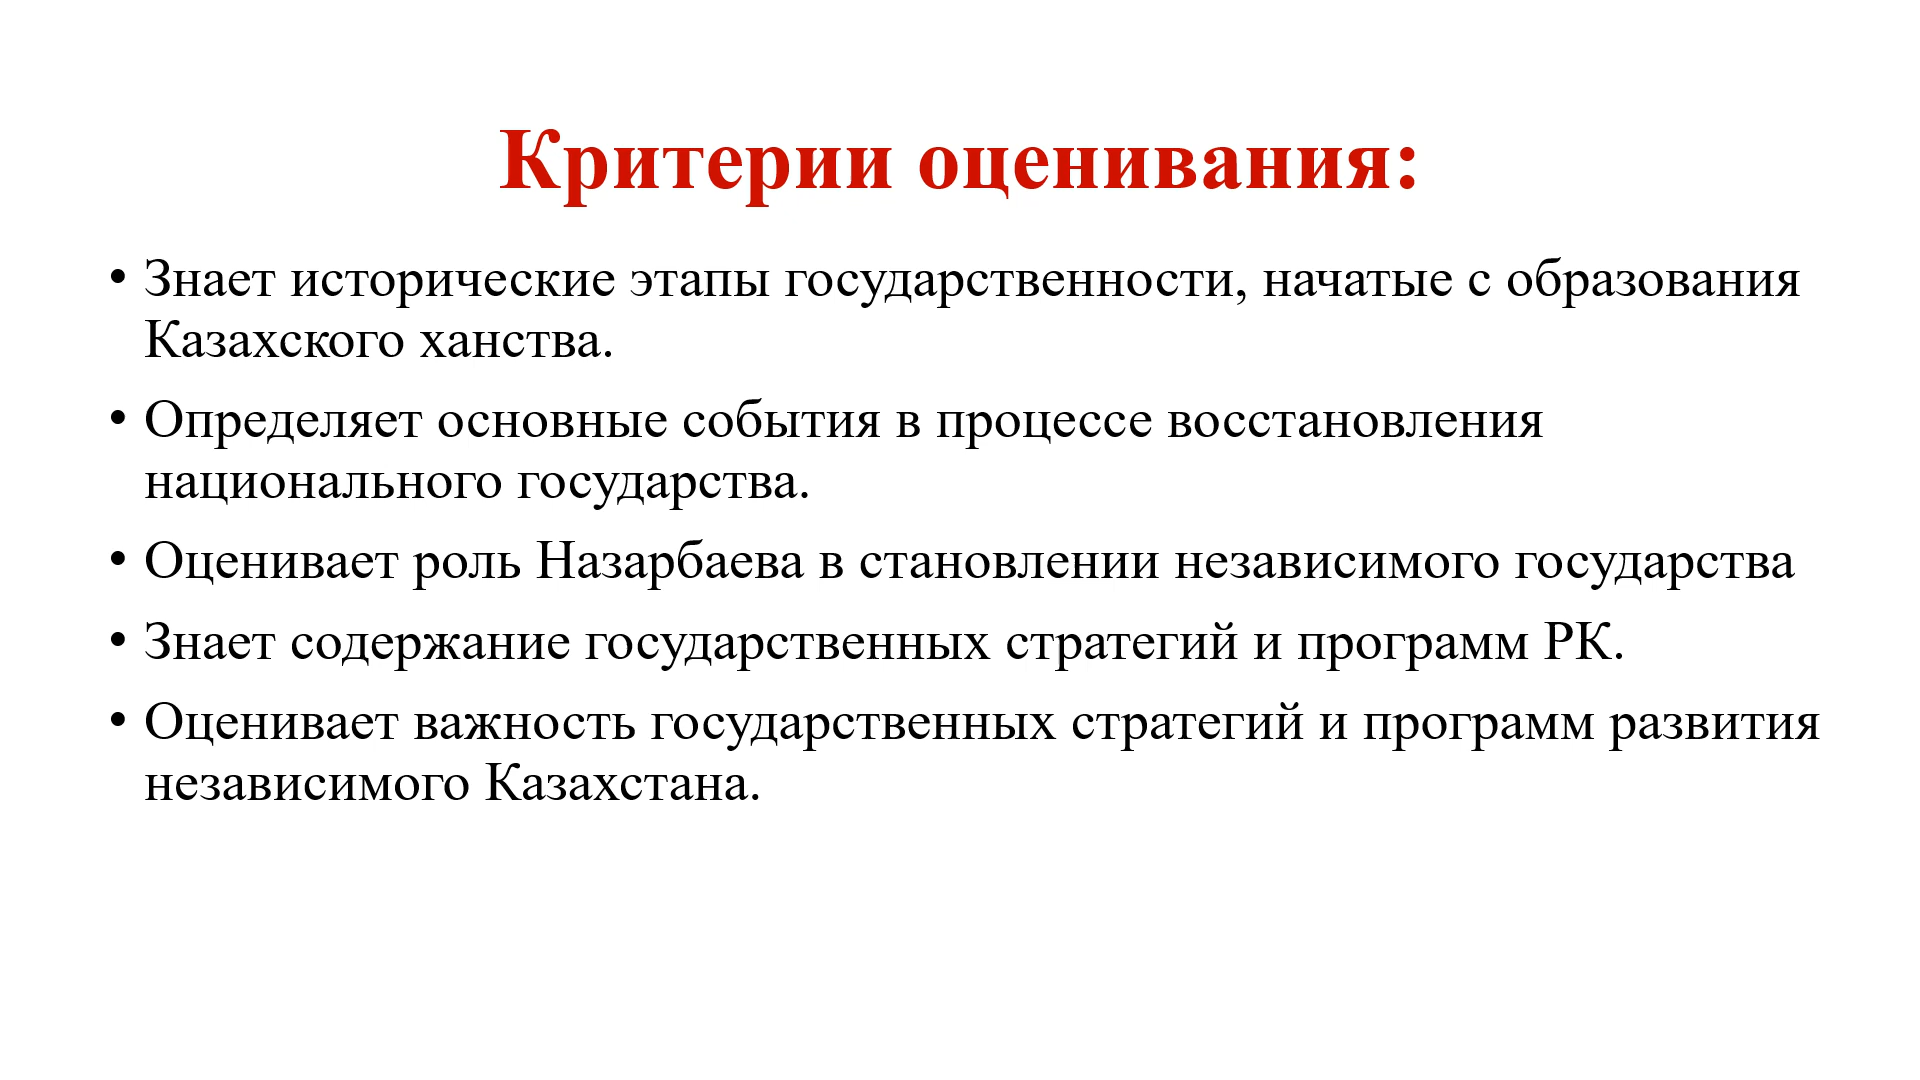 Критерии оценивания:
• Знает исторические этапы государственности, начатые с образования
Казахского ханства.
• Определяет основные события в процессе восстановления
национального государства.
• Оценивает роль Назарбаева в становлении независимого государства
• Знает содержание государственных стратегий и программ РК.
• Оценивает важность государственных стратегий и программ развития
независимого Казахстана.